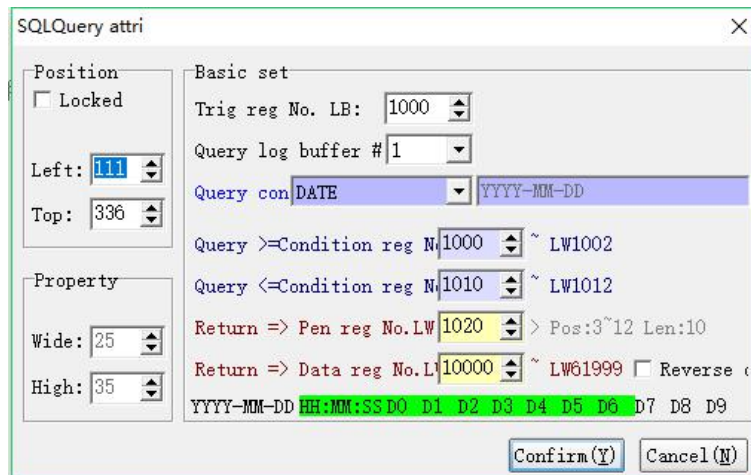 SQLQuery attri
Position
Locked
Left: 111
Top: 336
Property
Wide: 25
High: 35
Basic set
Trig reg No. LB: 1000
Query log buffer # 1
Query con DATE YYYY-MM-DD
Query >=Condition reg N 1000 ~ LW1002
Query <=Condition reg N 1010 ~ LW1012
Return => Pen reg No.LW 1020 > Pos:3~12 Len:10
Return => Data reg No.L 10000 ~ LW61999 Reverse
YYYY-MM-DD HH:MM:SS D0 D1 D2 D3 D4 D5 D6 D7 D8 D9
Confirm(Y) Cancel(N)